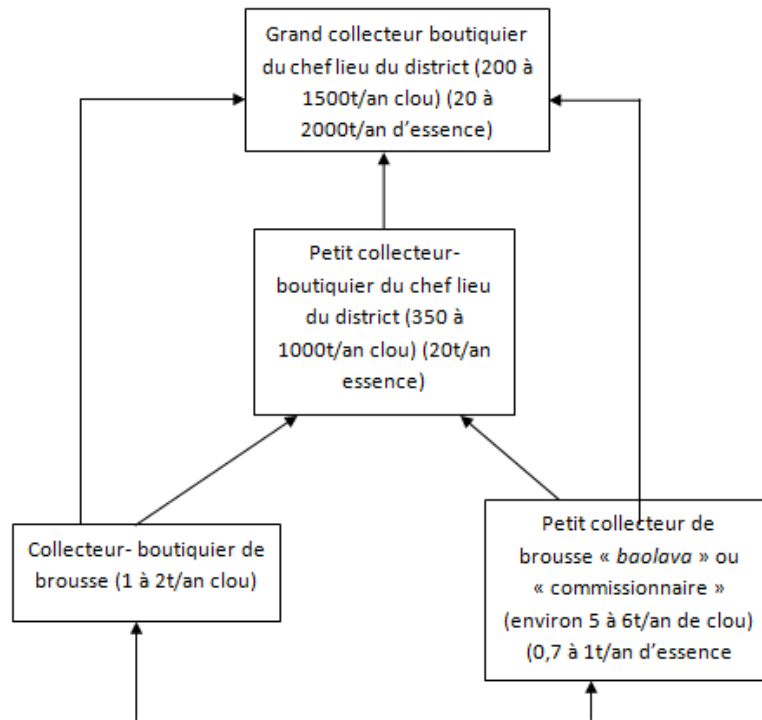 Grand collecteur boutiquier
du chef lieu du district (200 à
1500t/an clou) (20 à
2000t/an d’essence)
Petit collecteur-
boutiquier du chef lieu
du district (350 à
1000t/an clou) (20t/an
essence)
Collecteur- boutiquier de
brousse (1 à 2t/an clou)
Petit collecteur de
brousse « baolava » ou
« commissionnaire »
(environ 5 à 6t/an de clou)
(0,7 à 1t/an d’essence